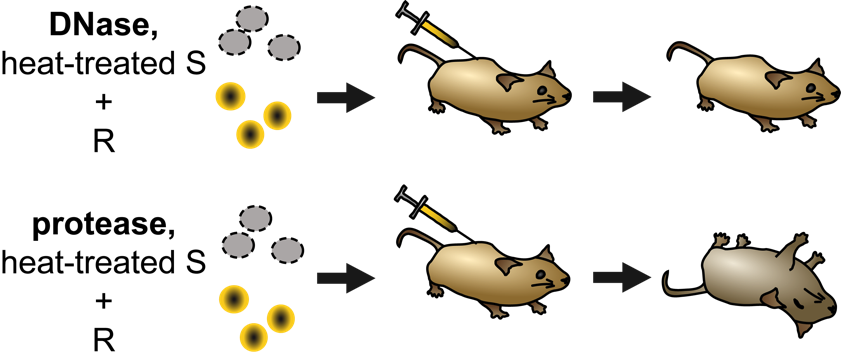 DNase,
heat-treated S
+
R
protease,
heat-treated S
+
R